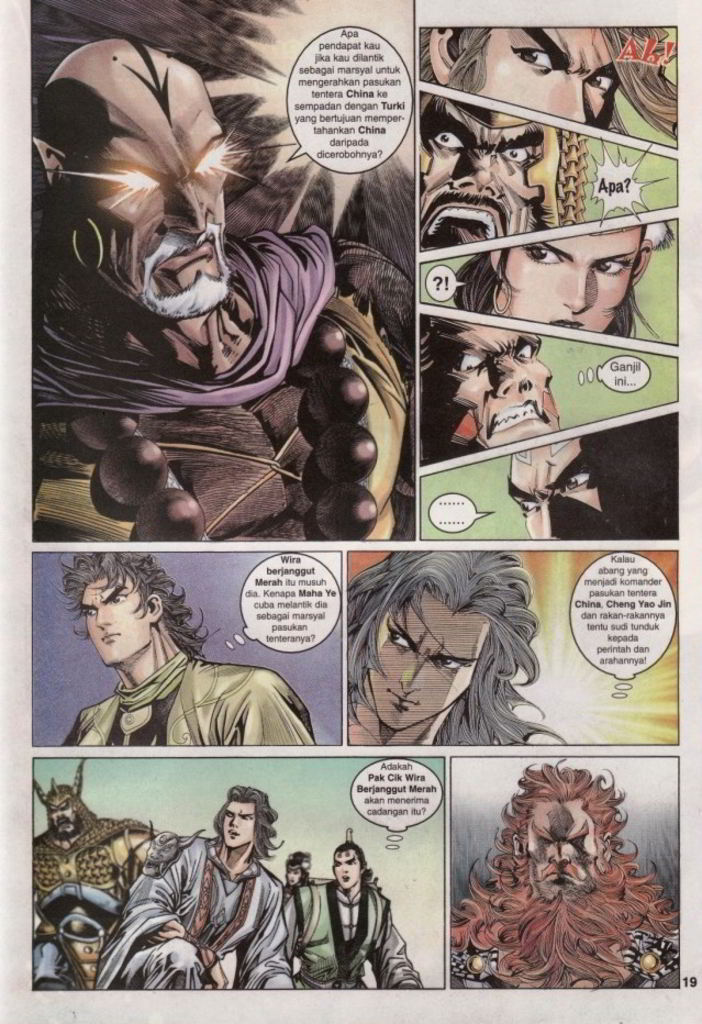 Apa
pendapat kau
jika kau dilantik
sebagai marsyal untuk
mengerahkan pasukan
tentera China ke
sempadan dengan Turki
yang bertujuan memper-
tahankan China
daripada
dicerobohnya?
Ah!
Apa?
?!
Ganjil
ini...
......
......
Wira
berjanggut
Merah itu musuh
dia. Kenapa Maha Ye
cuba melantik dia
sebagai marsyal
pasukan
tenteranya?
Kalau
abang yang
menjadi komander
pasukan tentera
China, Cheng Yao Jin
dan rakan-rakannya
tentu sudi tunduk
kepada
perintah dan
arahannya!
Adakah
Pak Cik Wira
Berjanggut Merah
akan menerima
cadangan itu?
19